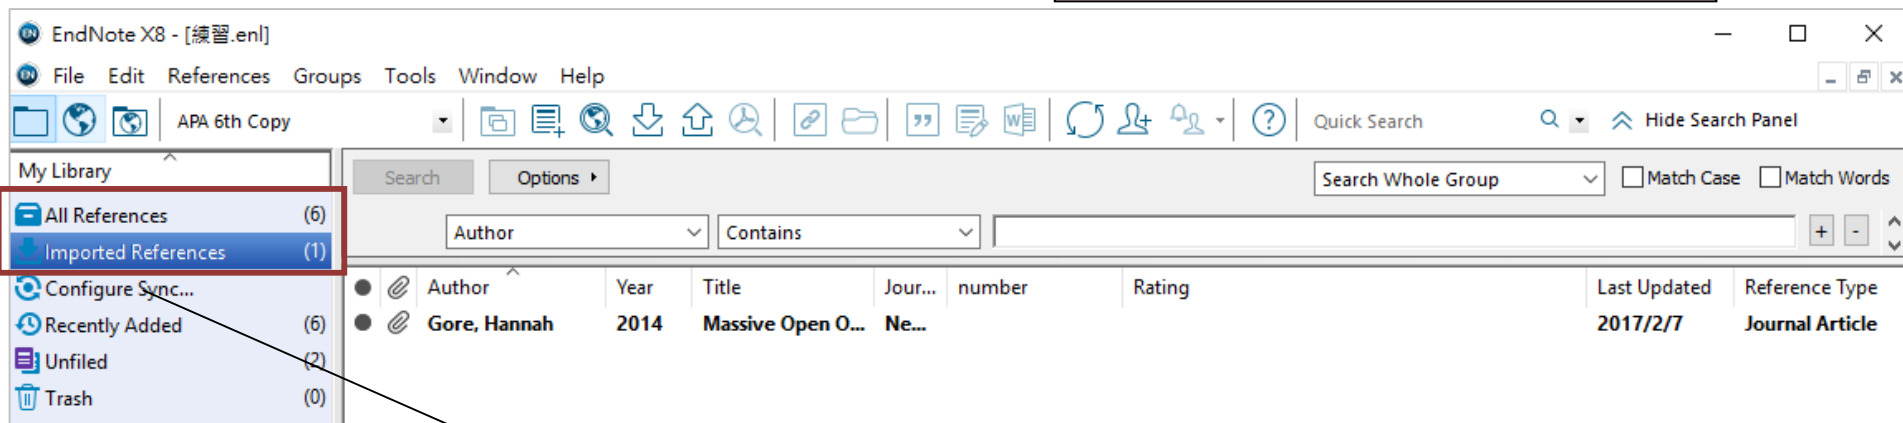 EndNote X8 - [練習.enl]
File Edit References Groups Tools Window Help
APA 6th Copy Quick Search Hide Search Panel
My Library Search Options Search Whole Group Match Case Match Words
All References (6)
Author Contains + -
Imported References (1)
Configure Sync... Author Year Title Jour... number Rating Last Updated Reference Type
Recently Added (6) Gore, Hannah 2014 Massive Open O... Ne... 2017/2/7 Journal Article
Unfiled (2)
Trash (0)